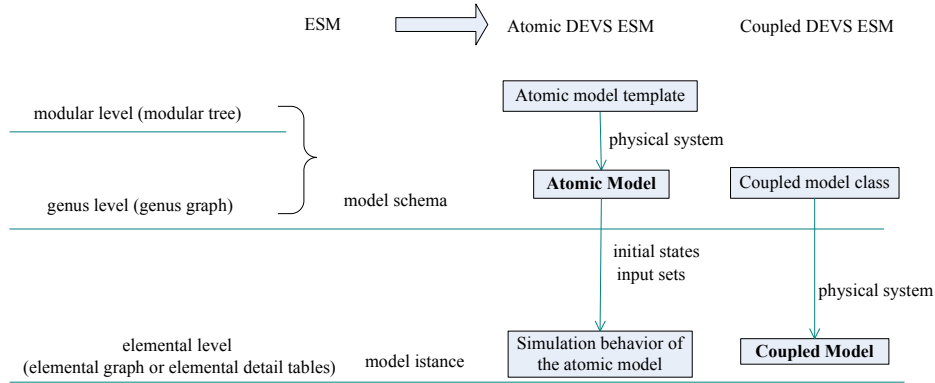 ESM
Atomic DEVS ESM
Coupled DEVS ESM
Atomic model template
modular level (modular tree)
physical system
Atomic Model
Coupled model class
genus level (genus graph)
model schema
initial states
input sets
physical system
elemental level
(elemental graph or elemental detail tables)
model istance
Simulation behavior of
the atomic model
Coupled Model